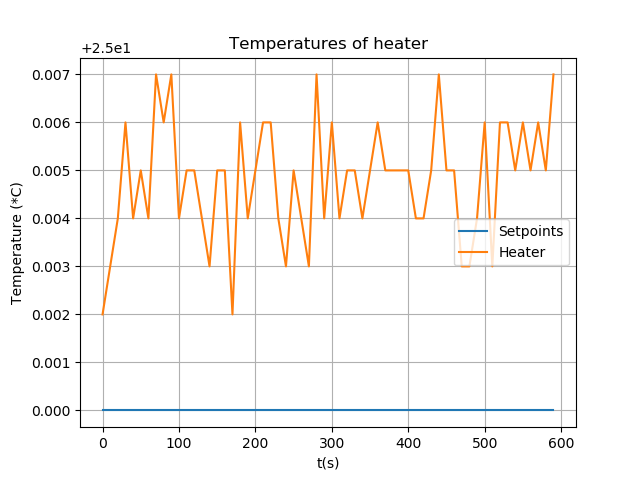 Temperatures of heater
+2.5e1
0.007
0.006
0.005
0.004
0.003
0.002
0.001
0.000
Temperature (*C)
Setpoints
Heater
0 100 200 300 400 500 600
t(s)